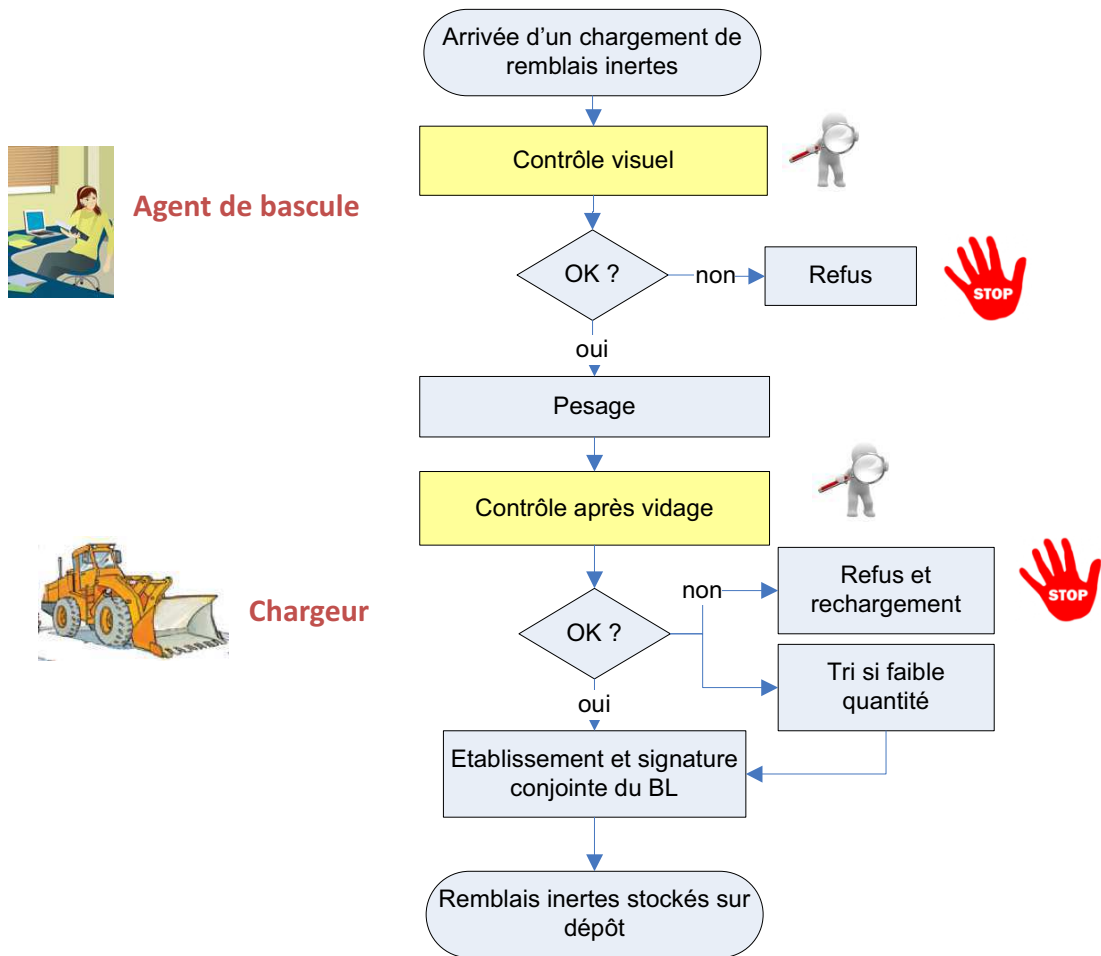 Arrivée d’un chargement de
remblais inertes
Contrôle visuel
Agent de bascule
OK ?
non
Refus
STOP
oui
Pesage
Contrôle après vidage
Chargeur
OK ?
non
Refus et
rechargement
STOP
Tri si faible
quantité
oui
Etablissement et signature
conjointe du BL
Remblais inertes stockés sur
dépôt